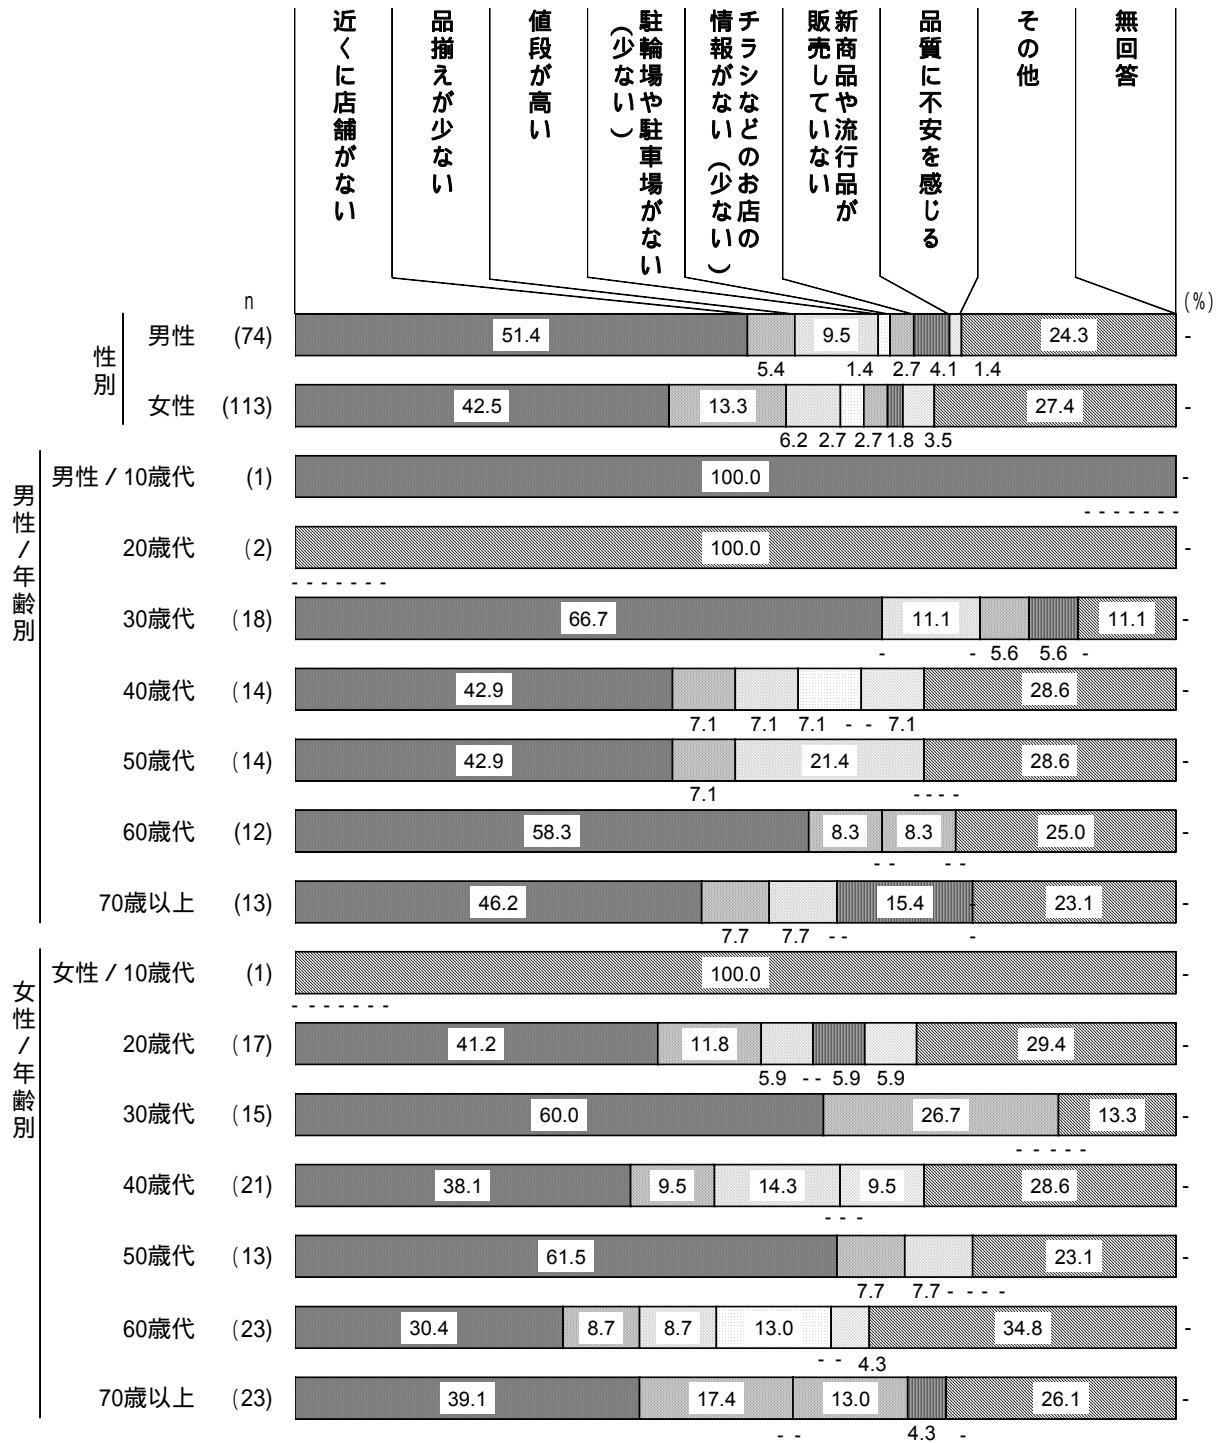 近くに店舗がない
品揃えが少ない
値段が高い
駐輪場や駐車場がない
（少ない）
チラシなどのお店の
情報がない（少ない）
新商品や流行品が
販売していない
品質に不安を感じる
その他
無回答
n
(%)
性別
男性 (74) 51.4 9.5 24.3 -
5.4 1.4 2.7 4.1 1.4
女性 (113) 42.5 13.3 27.4 -
6.2 2.7 2.7 1.8 3.5
男性/年齢別
男性/10歳代 (1) 100.0 -
- - - - - - -
20歳代 (2) 100.0 -
- - - - - - -
30歳代 (18) 66.7 11.1 11.1 -
- - 5.6 5.6 -
40歳代 (14) 42.9 28.6 -
7.1 7.1 7.1 - - 7.1
50歳代 (14) 42.9 21.4 28.6 -
7.1 - - - -
60歳代 (12) 58.3 8.3 8.3 25.0 -
- - - -
70歳以上 (13) 46.2 15.4 - 23.1 -
7.7 7.7 - - -
女性/年齢別
女性/10歳代 (1) 100.0 -
- - - - - - -
20歳代 (17) 41.2 11.8 29.4 -
5.9 - - 5.9 5.9
30歳代 (15) 60.0 26.7 13.3 -
- - - - -
40歳代 (21) 38.1 9.5 14.3 9.5 28.6 -
- - -
50歳代 (13) 61.5 23.1 -
7.7 7.7 - - - -
60歳代 (23) 30.4 8.7 8.7 13.0 34.8 -
- - 4.3
70歳以上 (23) 39.1 17.4 13.0 26.1 -
- - 4.3 -